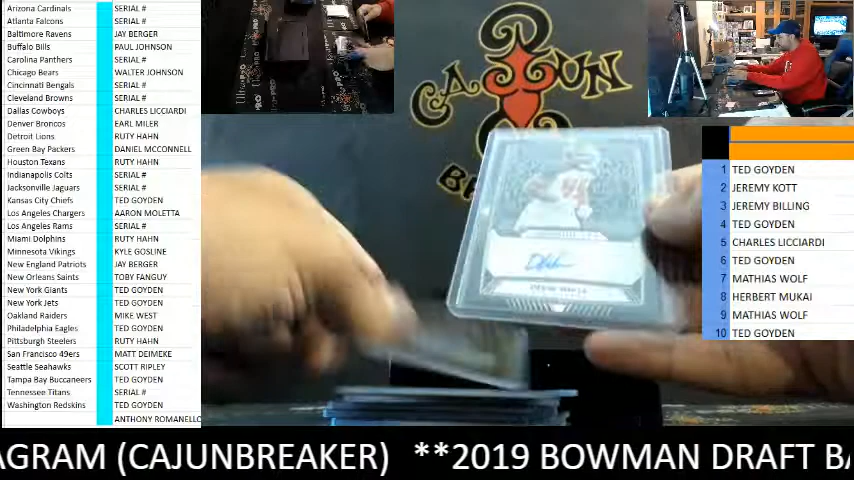 Arizona Cardinals SERIAL #
Atlanta Falcons SERIAL #
Baltimore Ravens JAY BERGER
Buffalo Bills PAUL JOHNSON
Carolina Panthers SERIAL #
Chicago Bears WALTER JOHNSON
Cincinnati Bengals SERIAL #
Cleveland Browns SERIAL #
Dallas Cowboys CHARLES LICCIARDI
Denver Broncos EARL MILER
Detroit Lions RUTY HAHN
Green Bay Packers DANIEL MCCONNELL
Houston Texans RUTY HAHN
Indianapolis Colts SERIAL #
Jacksonville Jaguars SERIAL #
Kansas City Chiefs TED GOYDEN
Los Angeles Chargers AARON MOLETTA
Los Angeles Rams SERIAL #
Miami Dolphins RUTY HAHN
Minnesota Vikings KYLE GOSLINE
New England Patriots JAY BERGER
New Orleans Saints TOBY FANGUY
New York Giants TED GOYDEN
New York Jets TED GOYDEN
Oakland Raiders MIKE WEST
Philadelphia Eagles TED GOYDEN
Pittsburgh Steelers RUTY HAHN
San Francisco 49ers MATT DEIMEKE
Seattle Seahawks SCOTT RIPLEY
Tampa Bay Buccaneers TED GOYDEN
Tennessee Titans SERIAL #
Washington Redskins TED GOYDEN
ANTHONY ROMANELLO
CAJUN
1 TED GOYDEN
2 JEREMY KOTT
3 JEREMY BILLING
4 TED GOYDEN
5 CHARLES LICCIARDI
6 TED GOYDEN
7 MATHIAS WOLF
8 HERBERT MUKAI
9 MATHIAS WOLF
10 TED GOYDEN
AGRAM (CAJUNBREAKER) **2019 BOWMAN DRAFT BA